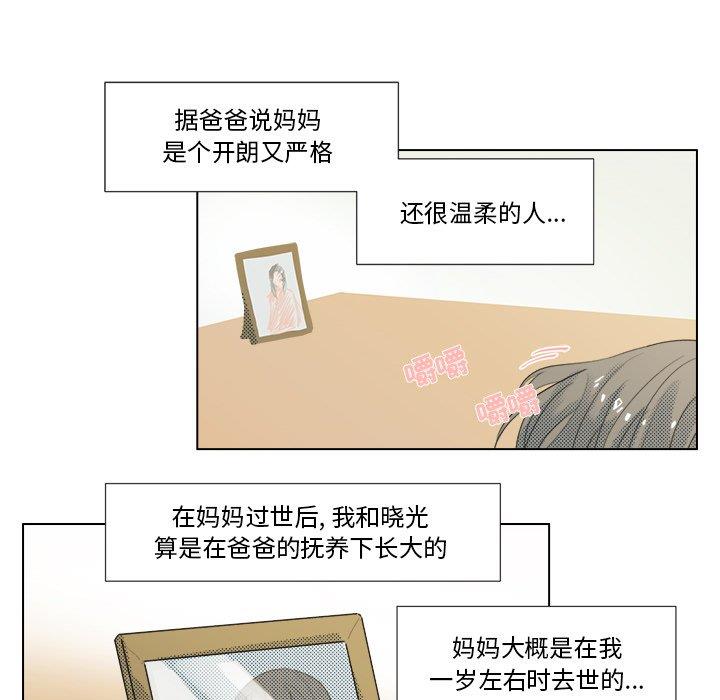 据爸爸说妈妈
是个开朗又严格
还很温柔的人...
嚼嚼
嚼嚼
在妈妈过世后, 我和晓光
算是在爸爸的抚养下长大的
妈妈大概是在我
一岁左右时去世的...